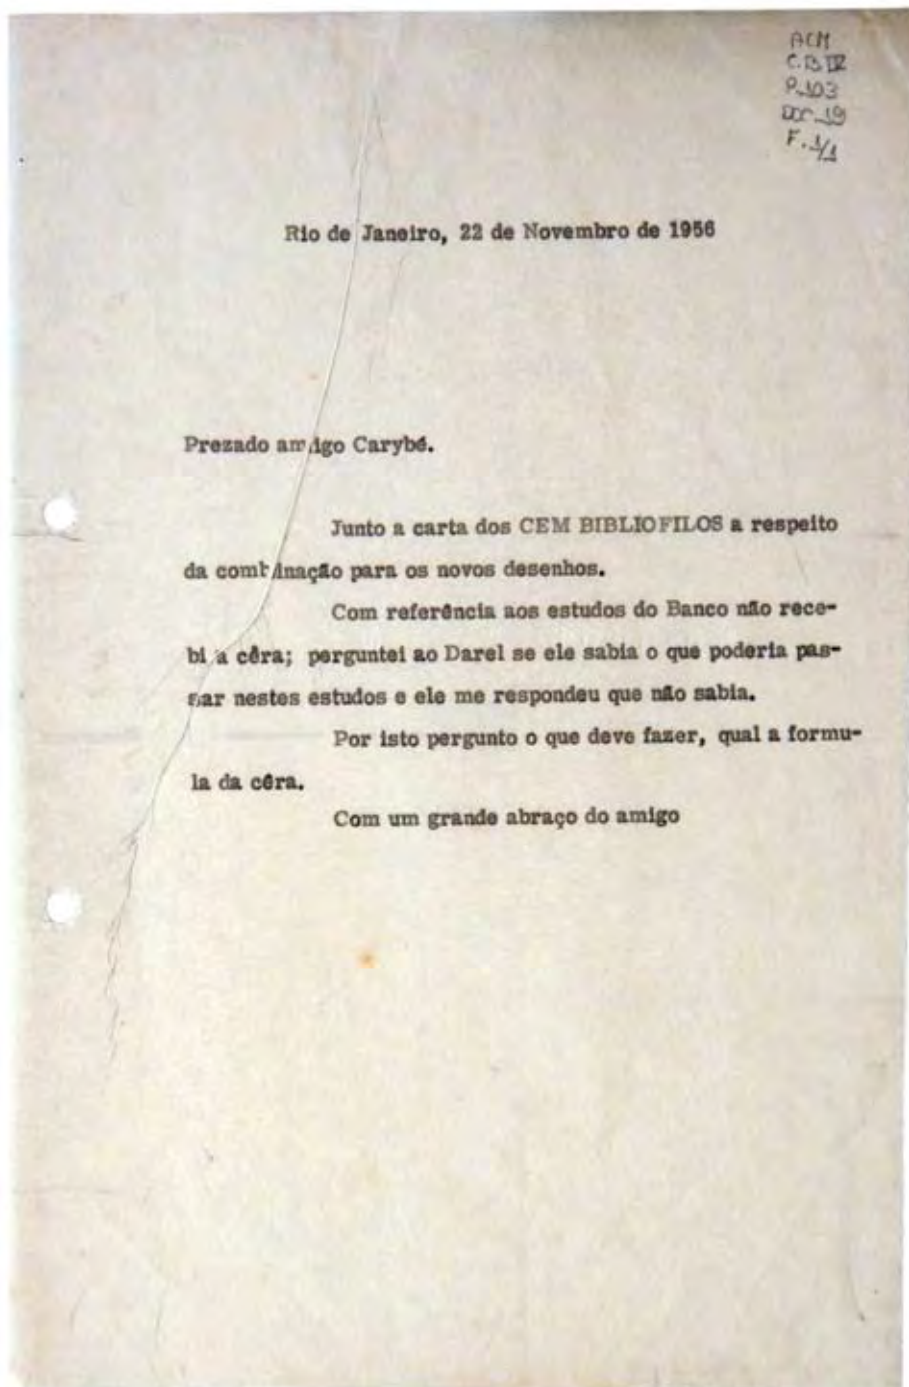 ACM
C.B IV
P.103
DOC.19
F.1/1
Rio de Janeiro, 22 de Novembro de 1956
Prezado amigo Carybé.
Junto a carta dos CEM BIBLIOFILOS a respeito
da combinação para os novos desenhos.
Com referência aos estudos do Banco não rece-
bi a cêra; perguntei ao Darel se ele sabia o que poderia pas-
sar nestes estudos e ele me respondeu que não sabia.
Por isto pergunto o que deve fazer, qual a formu-
la da cêra.
Com um grande abraço do amigo